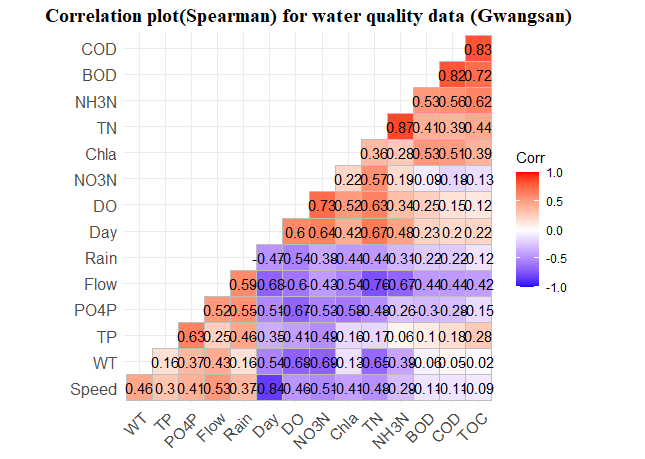 Correlation plot(Spearman) for water quality data (Gwangsan)
COD 0.83
BOD 0.82 0.72
NH3N 0.53 0.56 0.62
TN 0.87 0.41 0.39 0.44
Chla 0.36 0.28 0.53 0.51 0.39
NO3N 0.22 0.57 0.19 -0.09 -0.18 -0.13
DO 0.73 0.52 0.63 0.34 0.25 0.15 0.12
Day 0.6 0.64 0.42 0.67 0.48 0.23 0.2 0.22
Rain -0.47 -0.54 -0.38 -0.44 -0.44 -0.31 -0.22 -0.22 -0.12
Flow 0.59 -0.68 -0.6 -0.43 -0.54 -0.76 -0.67 -0.44 -0.44 -0.42
PO4P 0.52 0.55 -0.51 -0.67 -0.53 -0.58 -0.48 -0.26 -0.3 -0.28 -0.15
TP 0.63 0.25 0.46 -0.35 -0.41 -0.49 -0.16 -0.17 0.06 0.1 0.18 0.28
WT 0.16 0.37 0.43 0.16 -0.54 -0.68 -0.69 -0.13 -0.65 -0.39 -0.06 -0.05 -0.02
Speed 0.46 0.3 0.41 0.53 0.37 -0.84 -0.46 -0.51 -0.41 -0.48 -0.29 -0.11 -0.11 -0.09
WT TP PO4P Flow Rain Day DO NO3N Chla TN NH3N BOD COD TOC
Corr
1.0
0.5
0.0
-0.5
-1.0